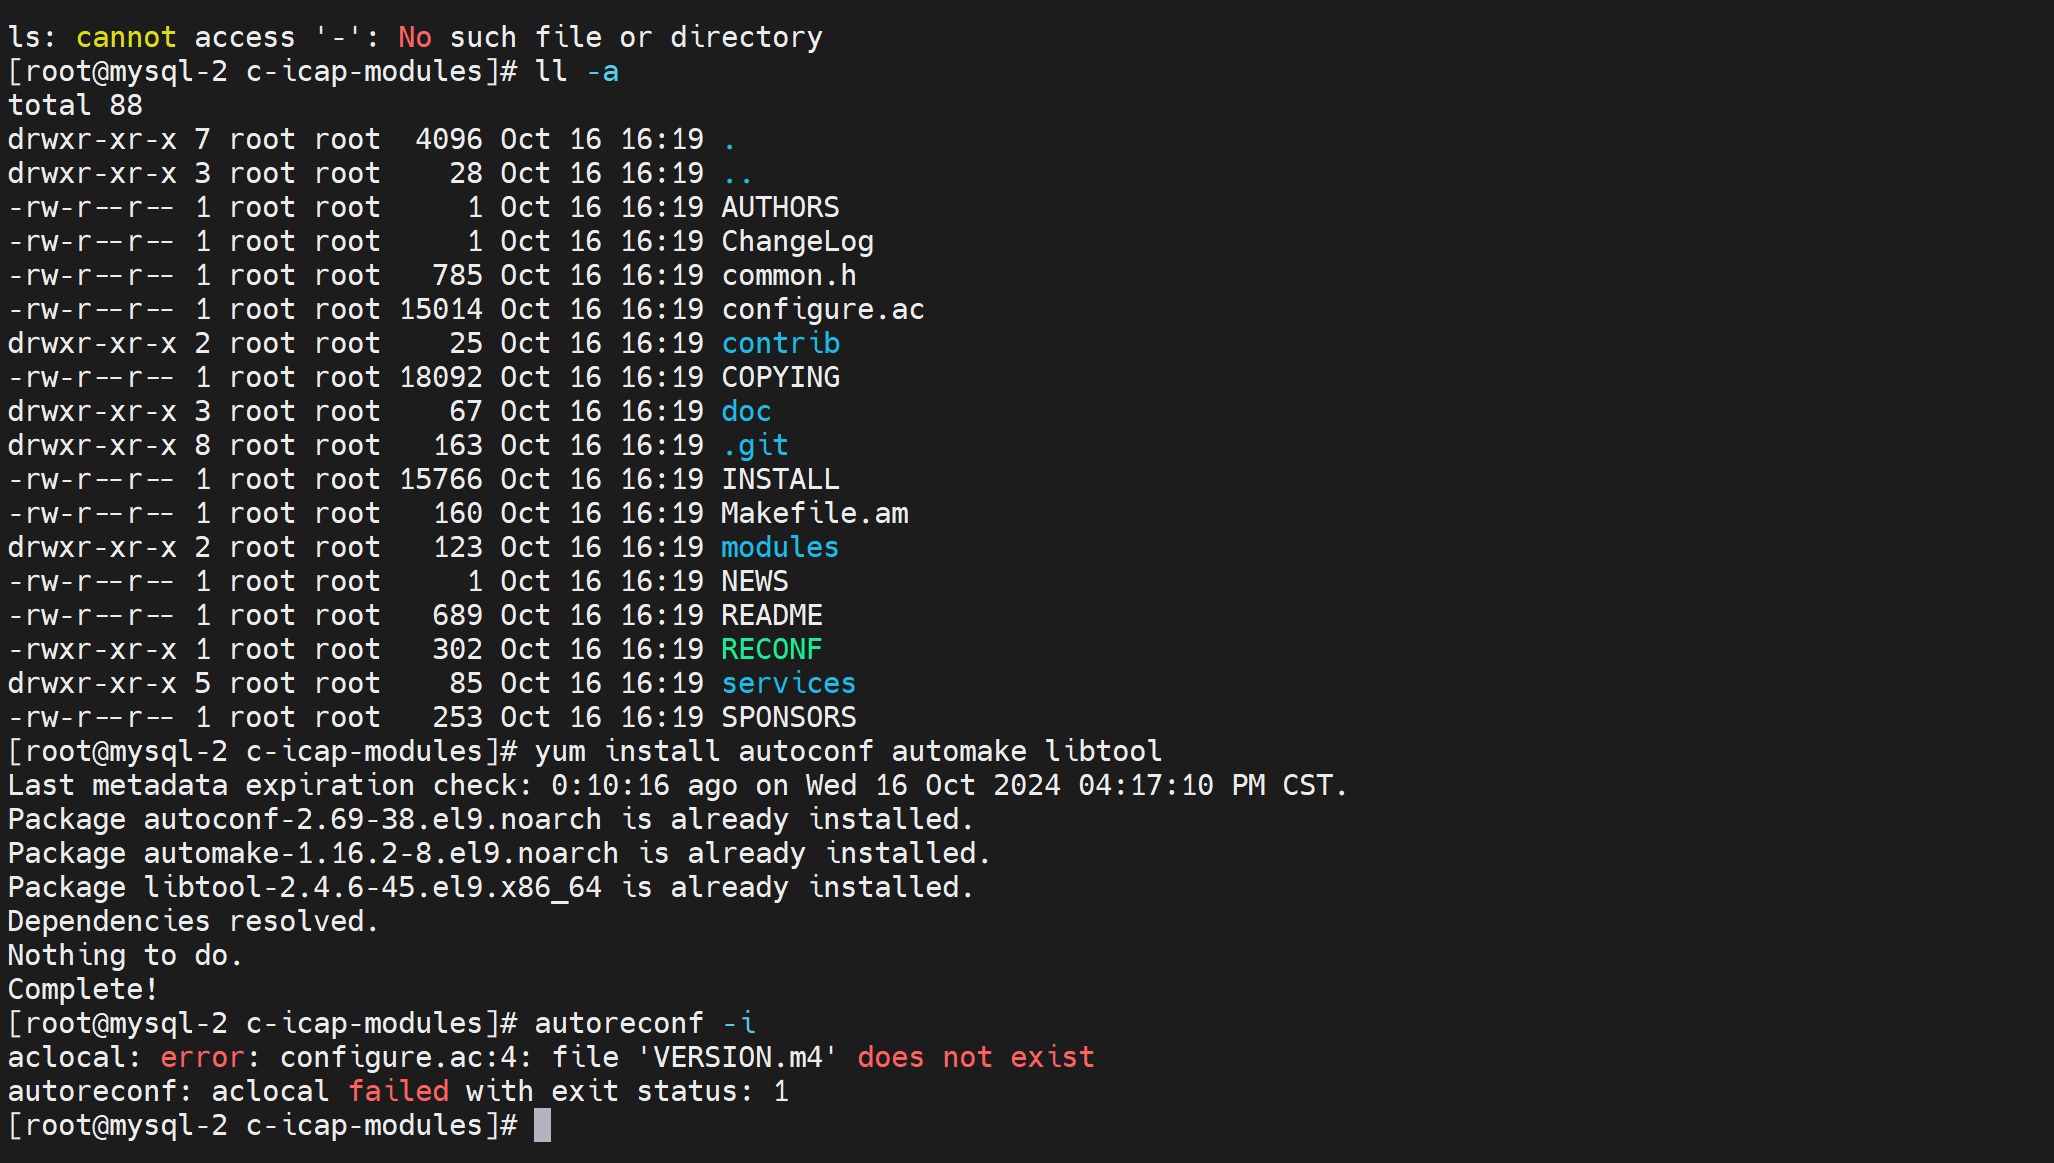 ls: cannot access '-': No such file or directory
[root@mysql-2 c-icap-modules]# ll -a
total 88
drwxr-xr-x 7 root root  4096 Oct 16 16:19 .
drwxr-xr-x 3 root root    28 Oct 16 16:19 ..
-rw-r--r-- 1 root root     1 Oct 16 16:19 AUTHORS
-rw-r--r-- 1 root root     1 Oct 16 16:19 ChangeLog
-rw-r--r-- 1 root root   785 Oct 16 16:19 common.h
-rw-r--r-- 1 root root 15014 Oct 16 16:19 configure.ac
drwxr-xr-x 2 root root    25 Oct 16 16:19 contrib
-rw-r--r-- 1 root root 18092 Oct 16 16:19 COPYING
drwxr-xr-x 3 root root    67 Oct 16 16:19 doc
drwxr-xr-x 8 root root   163 Oct 16 16:19 .git
-rw-r--r-- 1 root root 15766 Oct 16 16:19 INSTALL
-rw-r--r-- 1 root root   160 Oct 16 16:19 Makefile.am
drwxr-xr-x 2 root root   123 Oct 16 16:19 modules
-rw-r--r-- 1 root root     1 Oct 16 16:19 NEWS
-rw-r--r-- 1 root root   689 Oct 16 16:19 README
-rwxr-xr-x 1 root root   302 Oct 16 16:19 RECONF
drwxr-xr-x 5 root root    85 Oct 16 16:19 services
-rw-r--r-- 1 root root   253 Oct 16 16:19 SPONSORS
[root@mysql-2 c-icap-modules]# yum install autoconf automake libtool
Last metadata expiration check: 0:10:16 ago on Wed 16 Oct 2024 04:17:10 PM CST.
Package autoconf-2.69-38.el9.noarch is already installed.
Package automake-1.16.2-8.el9.noarch is already installed.
Package libtool-2.4.6-45.el9.x86_64 is already installed.
Dependencies resolved.
Nothing to do.
Complete!
[root@mysql-2 c-icap-modules]# autoreconf -i
aclocal: error: configure.ac:4: file 'VERSION.m4' does not exist
autoreconf: aclocal failed with exit status: 1
[root@mysql-2 c-icap-modules]#